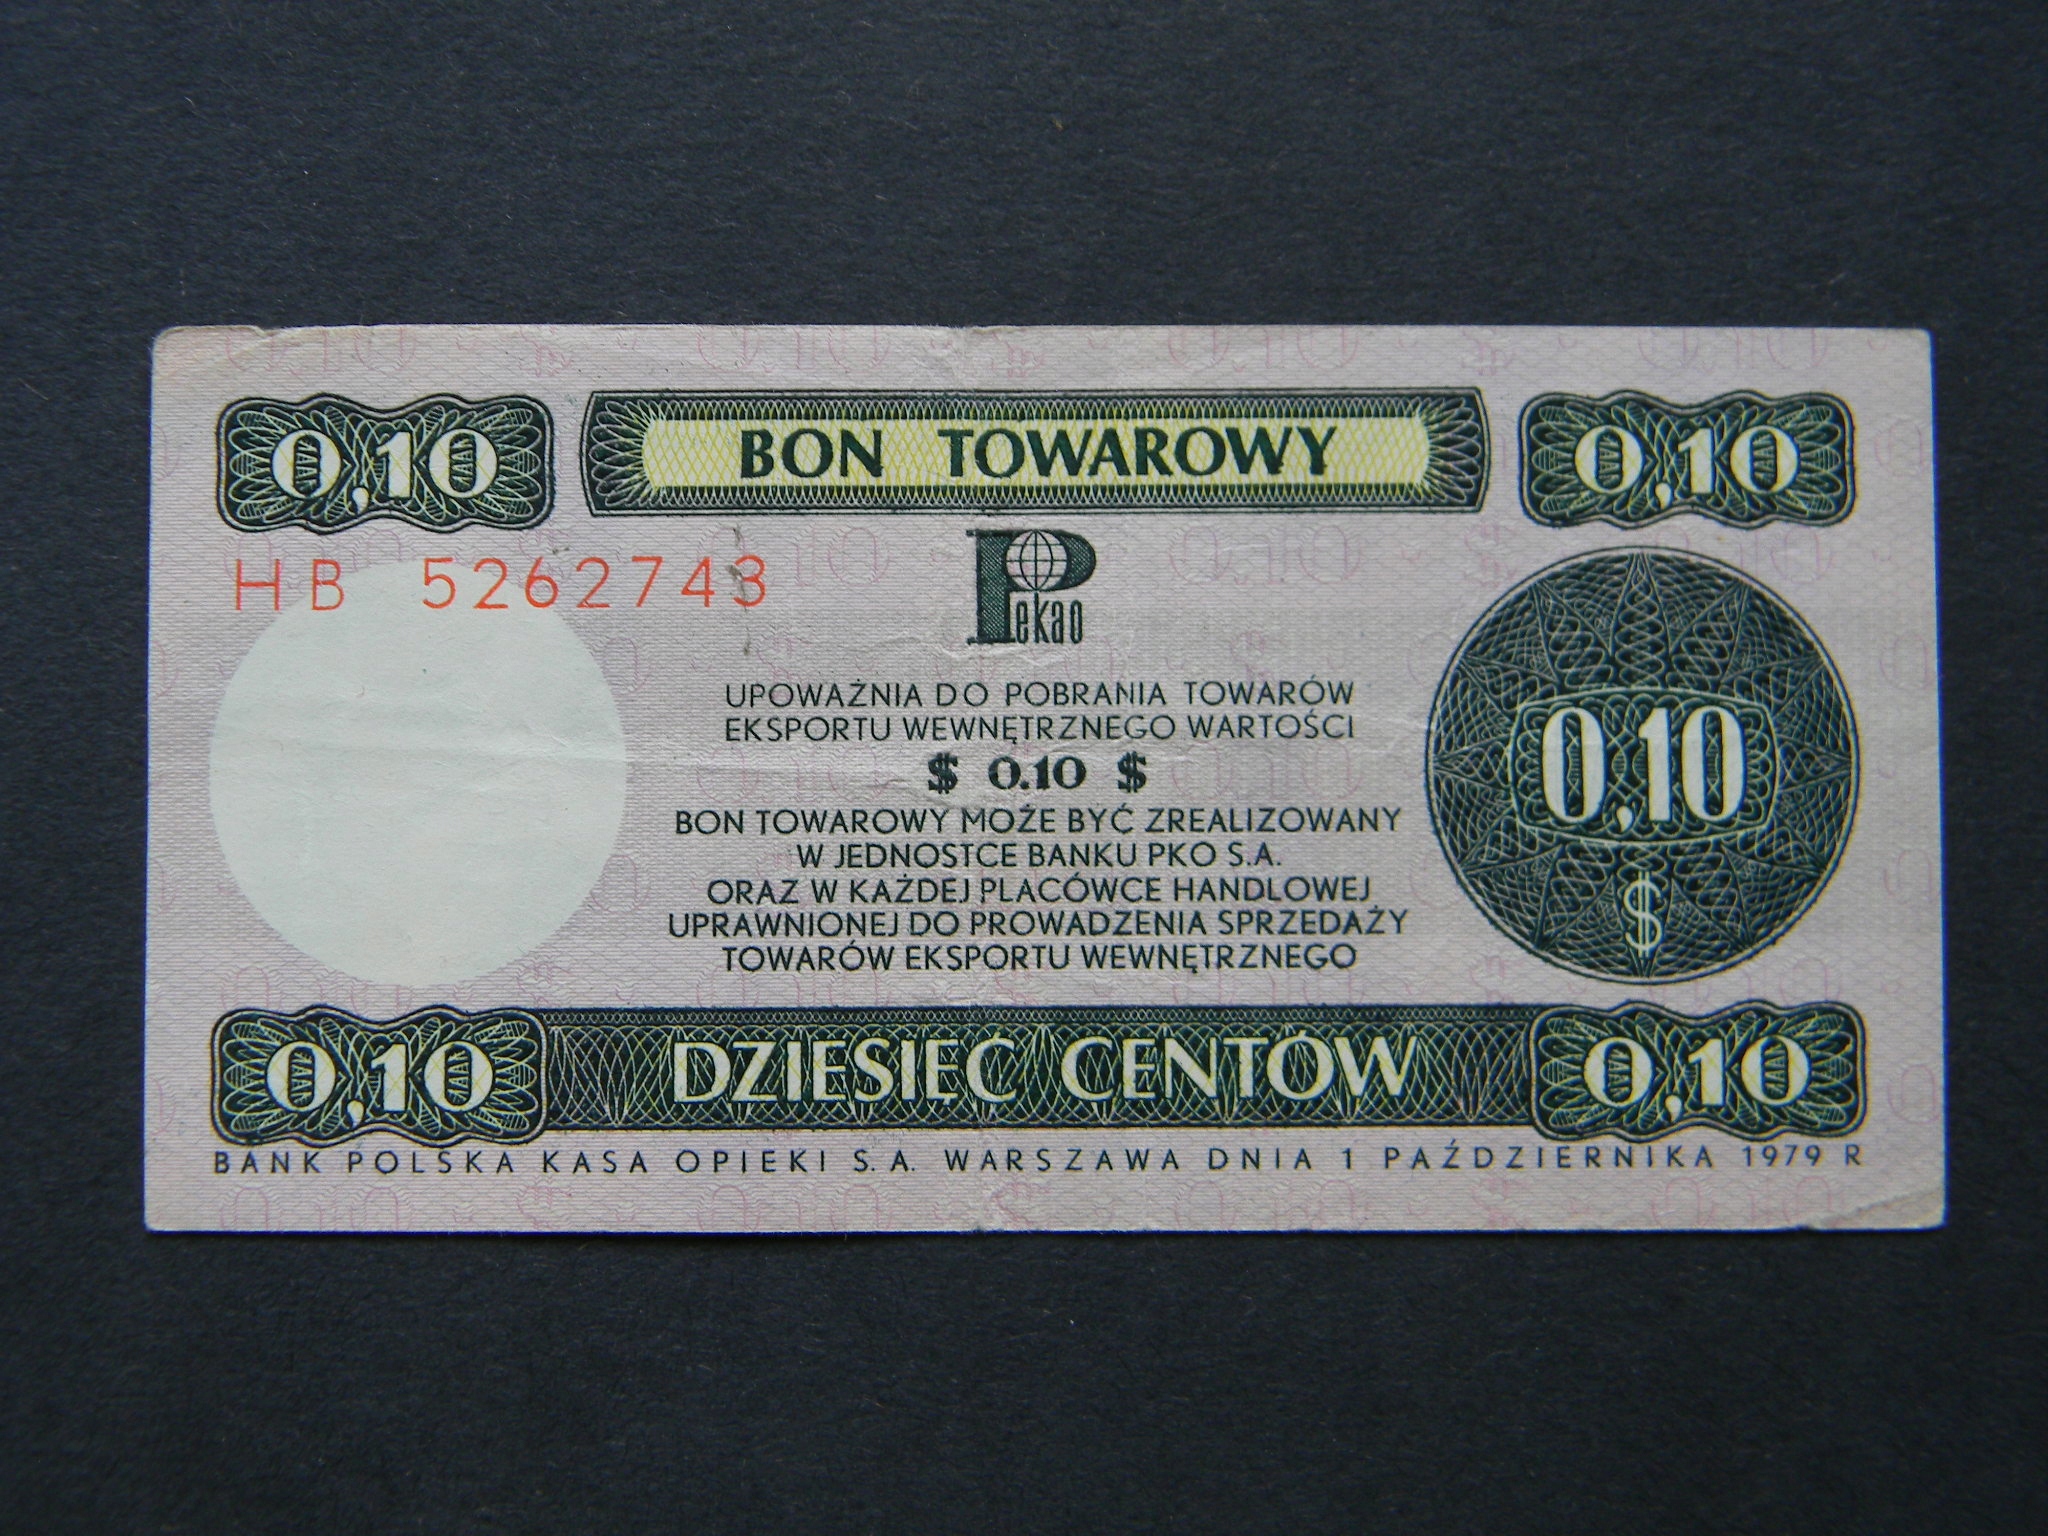 0,10 BON TOWAROWY 0,10
HB 5262743
Pekao
UPOWAŻNIA DO POBRANIA TOWARÓW
EKSPORTU WEWNĘTRZNEGO WARTOŚCI
$ 0.10 $
BON TOWAROWY MOŻE BYĆ ZREALIZOWANY
W JEDNOSTCE BANKU PKO S.A.
ORAZ W KAŻDEJ PLACÓWCE HANDLOWEJ
UPRAWNIONEJ DO PROWADZENIA SPRZEDAŻY
TOWARÓW EKSPORTU WEWNĘTRZNEGO
0,10
$
0,10 DZIESIĘĆ CENTÓW 0,10
BANK POLSKA KASA OPIEKI S.A. WARSZAWA DNIA 1 PAŹDZIERNIKA 1979 R